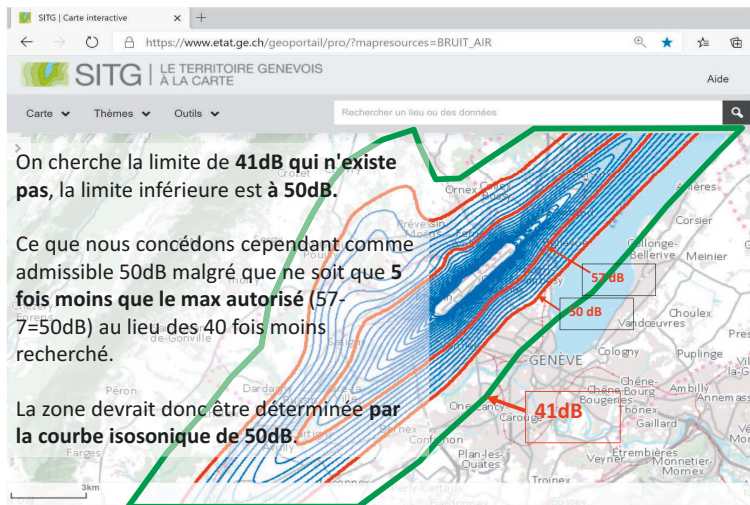 SITG | Carte interactive
https://www.etat.ge.ch/geoportail/pro/?mapresources=BRUIT_AIR
SITG | LE TERRITOIRE GENEVOIS
À LA CARTE
Aide
Carte Thèmes Outils
Rechercher un lieu ou des données
On cherche la limite de 41dB qui n'existe
pas, la limite inférieure est à 50dB.
Ce que nous concédons cependant comme
admissible 50dB malgré que ne soit que 5
fois moins que le max autorisé (57-
7=50dB) au lieu des 40 fois moins
recherché.
La zone devrait donc être déterminée par
la courbe isosonique de 50dB.
57 dB
50 dB
41dB
Ornex
Prévessin
Corsier
Collonge-
Bellerive
Meinier
Choulex
Vandœuvres
GENÈVE
Cologny
Puplinge
de-Gonville
Péron
Farges
Chêne-
Bougeries
Ambilly
Gaillard
Carouge
Plan-les-
Ouates
Veyrier
Étrembières
Monnetier-
Mornex
Troinex
3km